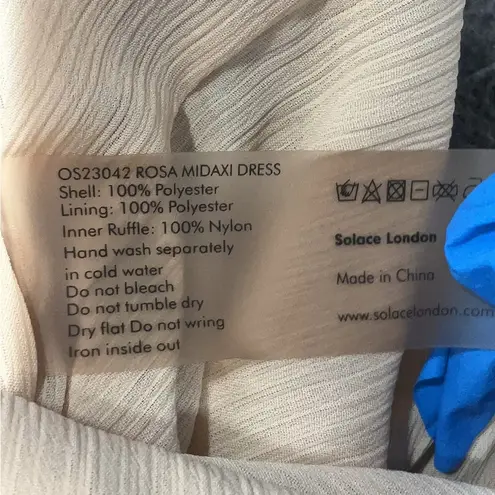 OS23042 ROSA MIDAXI DRESS
Shell: 100% Polyester
Lining: 100% Polyester
Inner Ruffle: 100% Nylon
Hand wash separately
in cold water
Do not bleach
Do not tumble dry
Dry flat Do not wring
Iron inside out
Solace London
Made in China
www.solacelondon.com